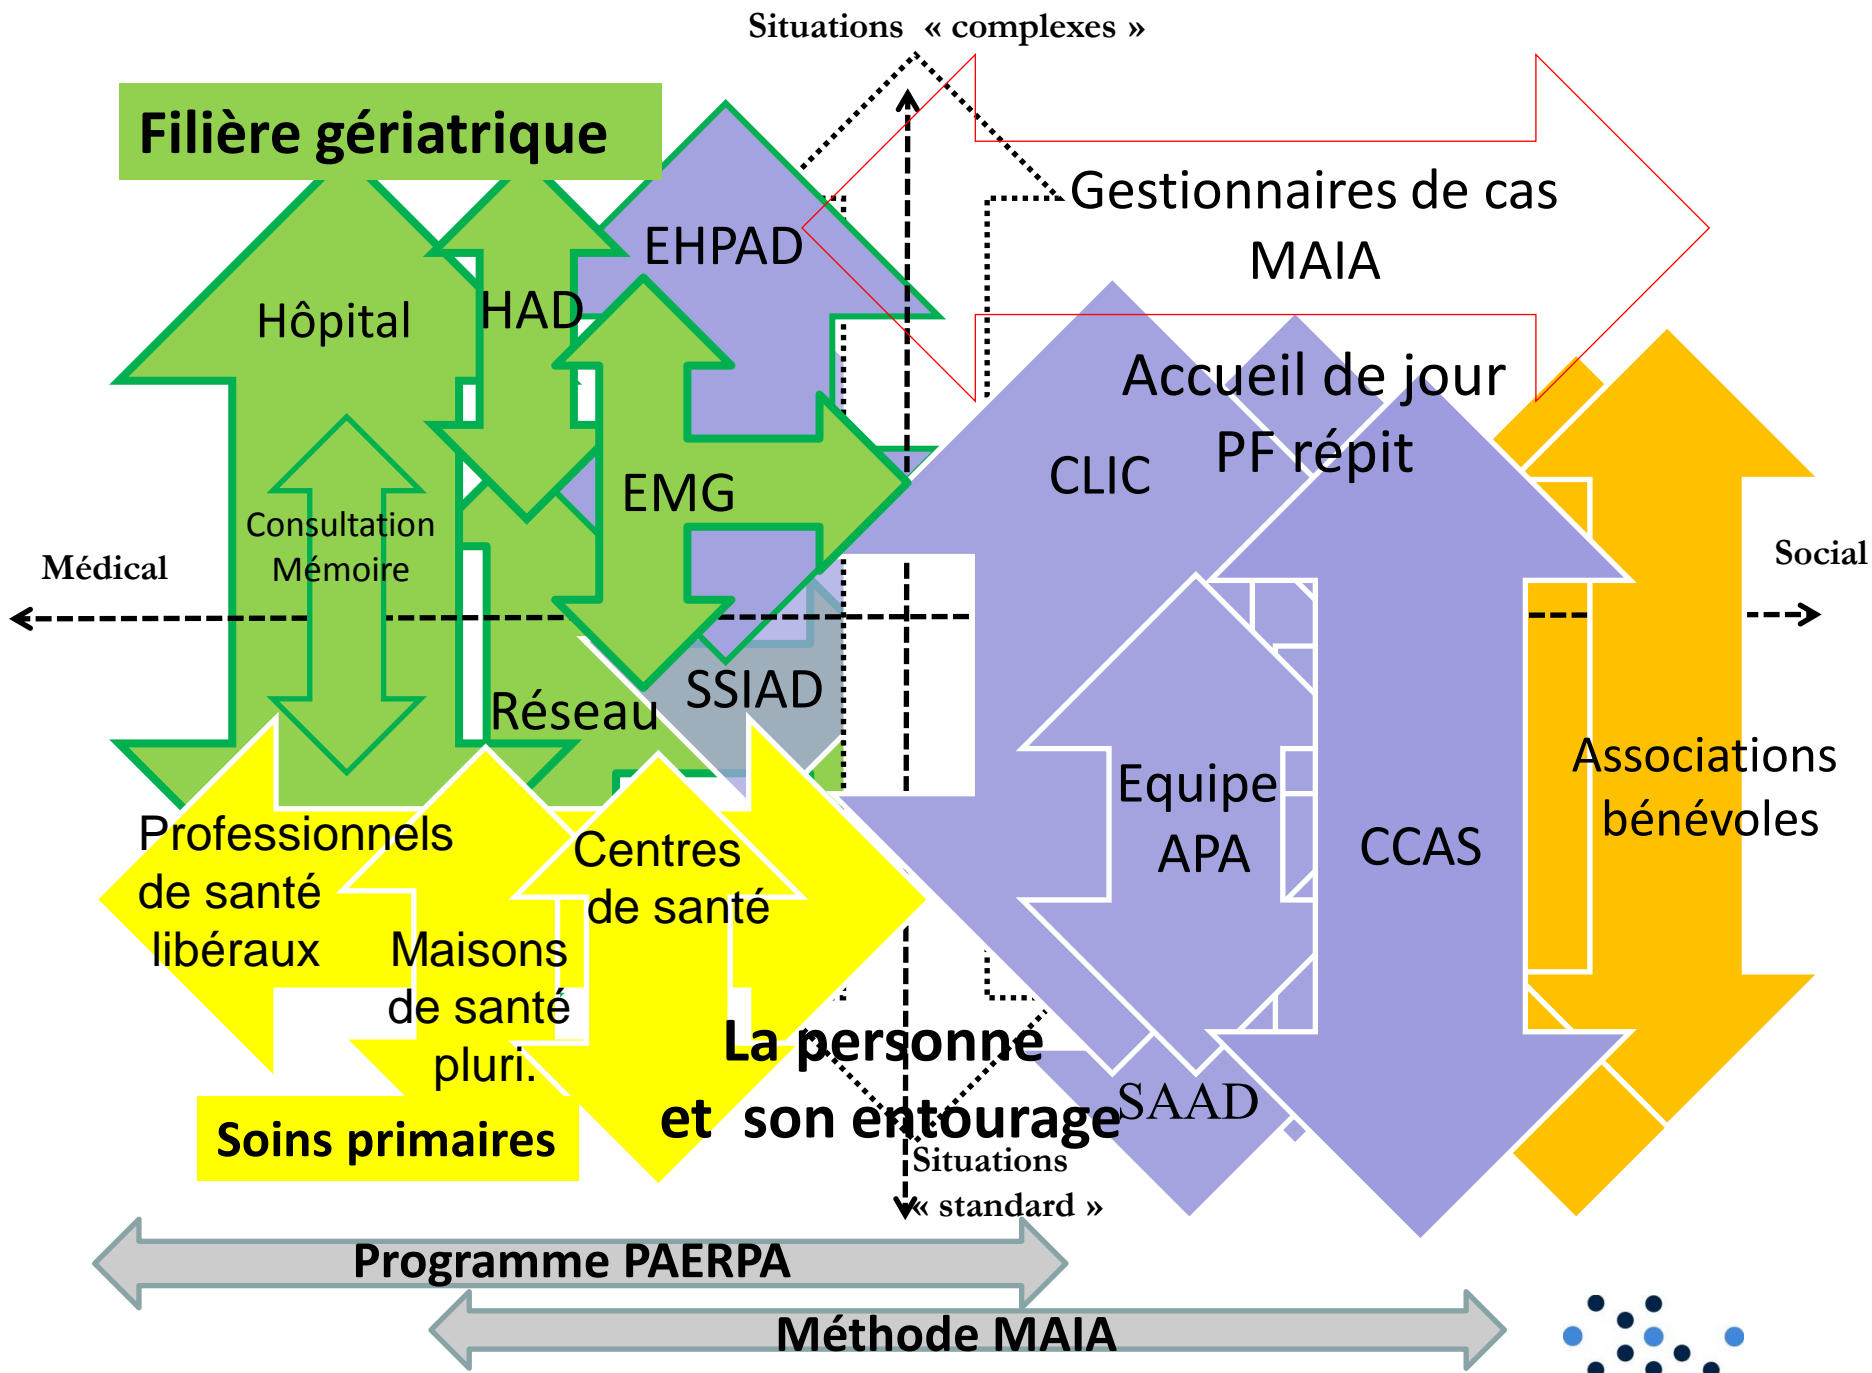 Situations « complexes »
Filière gériatrique
Gestionnaires de cas
MAIA
EHPAD
Hôpital
HAD
Accueil de jour
PF répit
CLIC
EMG
Consultation
Mémoire
Médical
Social
Réseau
SSIAD
Associations
bénévoles
Equipe
APA
CCAS
Professionnels
de santé
libéraux
Centres
de santé
Maisons
de santé
pluri.
La personne
et son entourage
SAAD
Soins primaires
Situations
« standard »
Programme PAERPA
Méthode MAIA